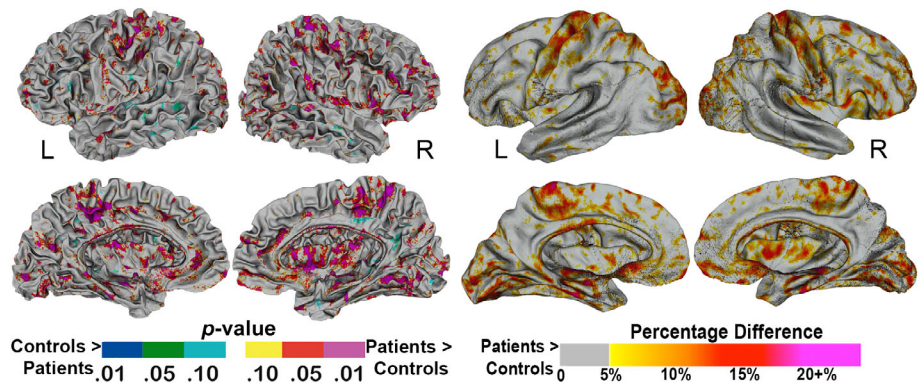 L R L R
p-value
Controls > Patients
.01 .05 .10 .10 .05 .01
Patients > Controls
Percentage Difference
Patients > Controls
0 5% 10% 15% 20+%